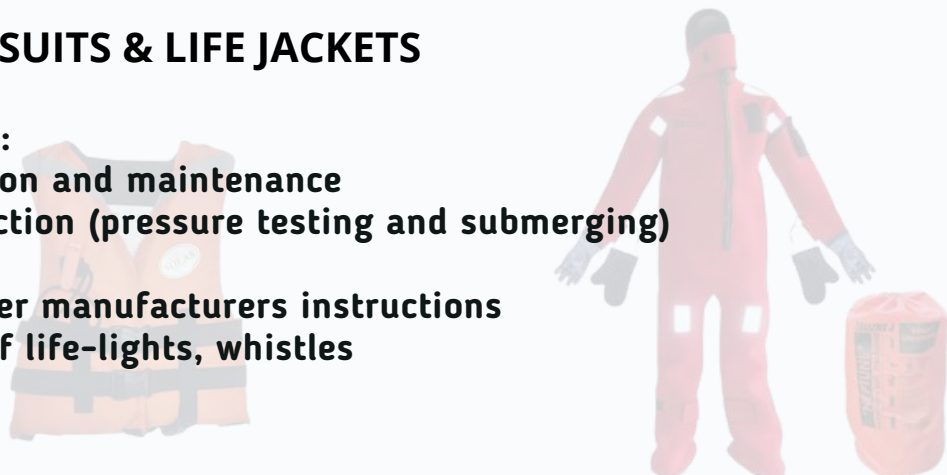 SUITS & LIFE JACKETS
:
on and maintenance
ction (pressure testing and submerging)
er manufacturers instructions
f life-lights, whistles